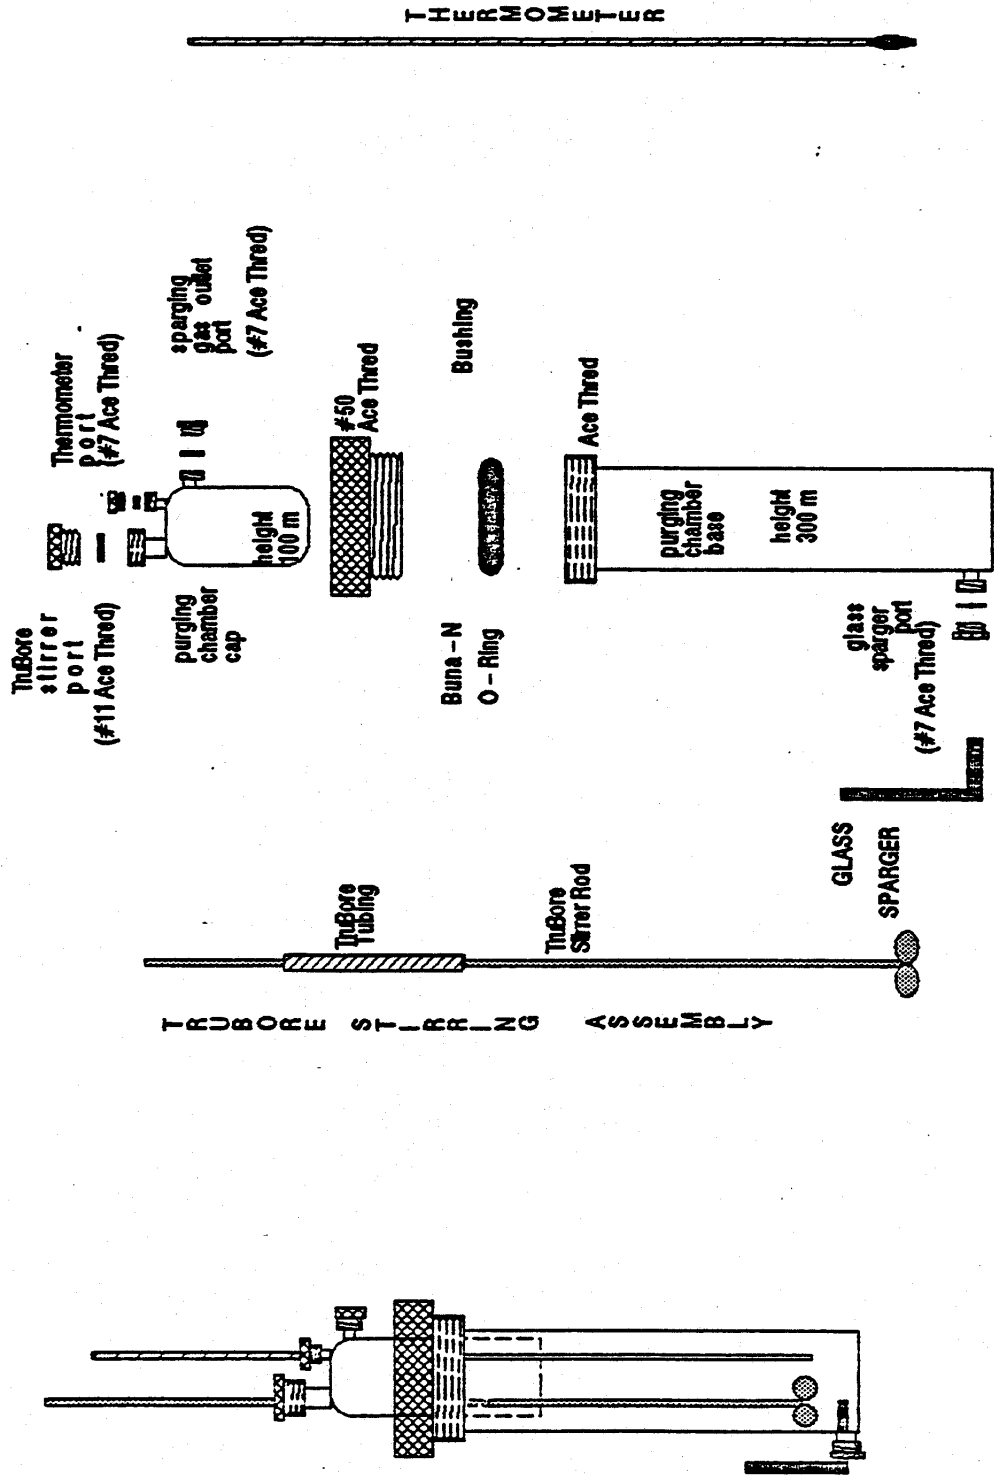 THERMOMETER
Thermometer
port
(#7 Ace Thred)
sparging
gas outlet
port
(#7 Ace Thred)
TruBore
stirrer
port
(#11 Ace Thred)
purging
chamber
cap
height
100 m
#50
Ace Thred
Bushing
Buna-N
O-Ring
Ace Thred
purging
chamber
base
height
300 m
glass
sparger
port
(#7 Ace Thred)
GLASS
SPARGER
TruBore
Tubing
TruBore
Stirrer Rod
TRUBORE STIRRING ASSEMBLY